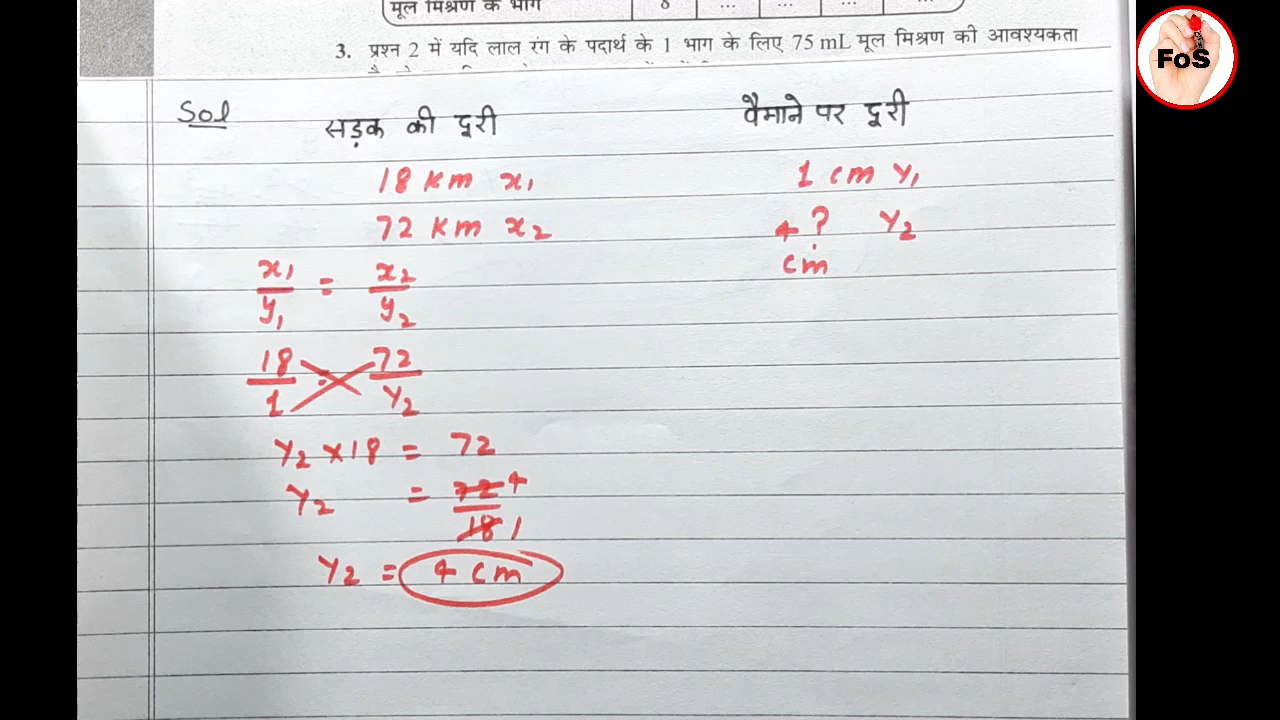 मूल मिश्रण के भाग 8 ... ... ... ...
3. प्रश्न 2 में यदि लाल रंग के पदार्थ के 1 भाग के लिए 75 mL मूल मिश्रण की आवश्यकता
FoS
Sol सड़क की दूरी पैमाने पर दूरी
18 km x₁ 1 cm y₁
72 km x₂ 4 ? y₂
cm
x₁/y₁ = x₂/y₂
18/1 = 72/y₂
y₂ × 18 = 72
y₂ = 72 4/18 1
y₂ = 4 cm